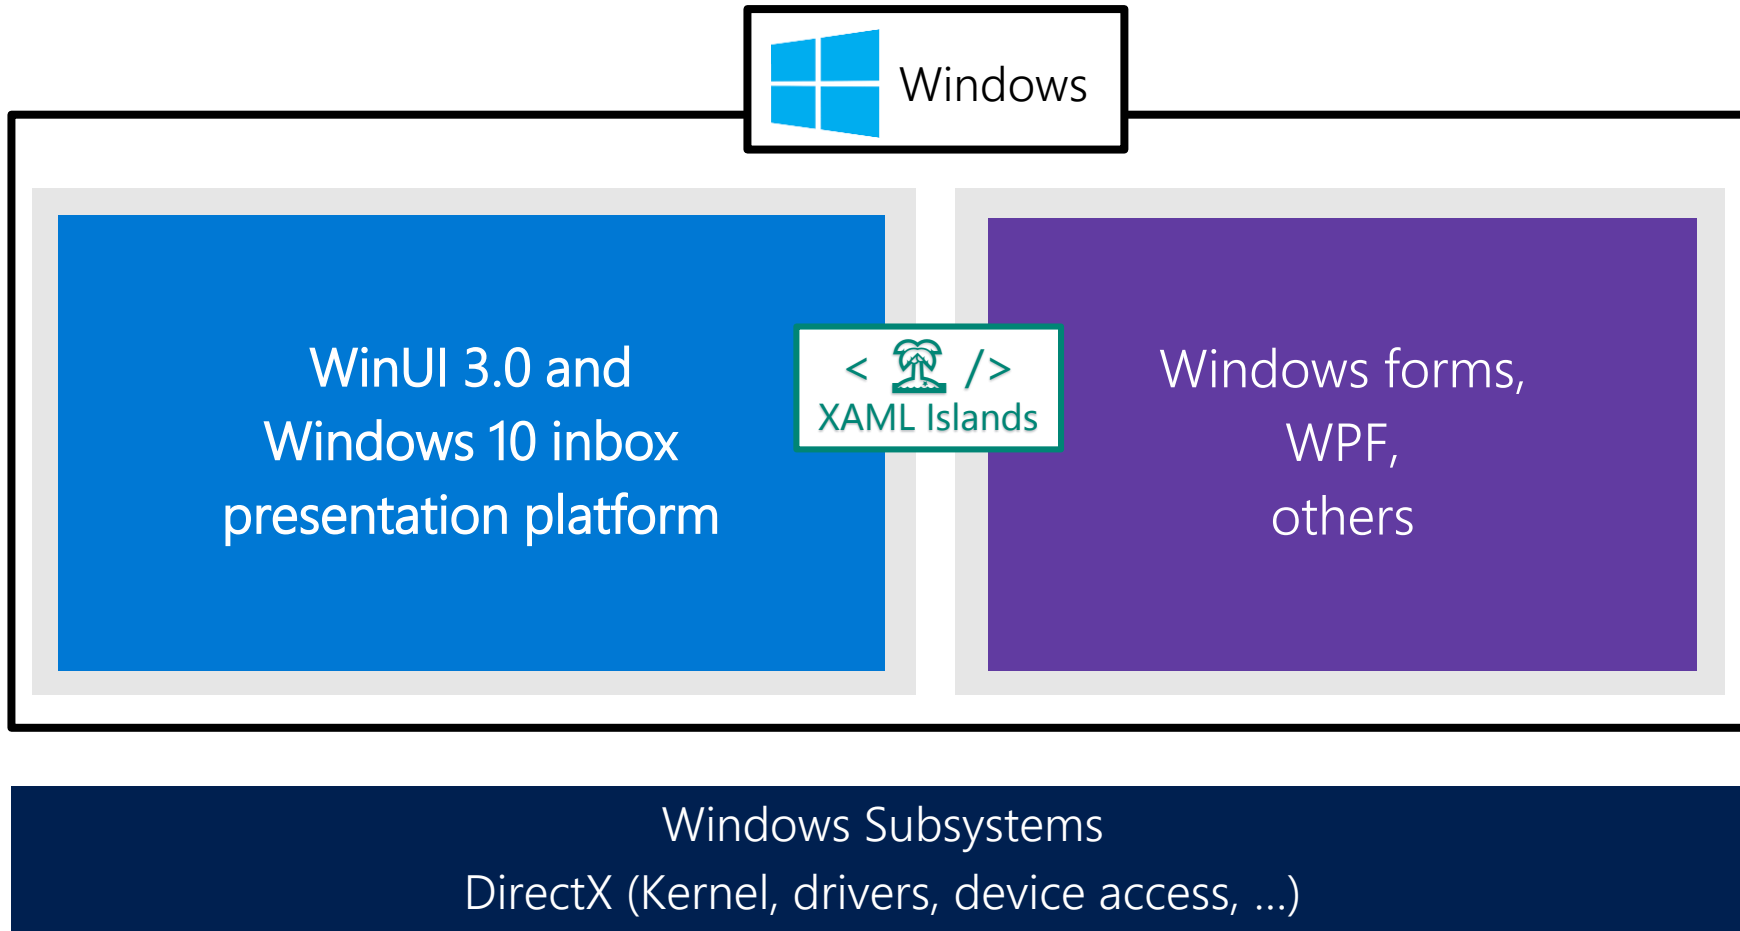 Windows
WinUI 3.0 and
Windows 10 inbox
presentation platform
< />
XAML Islands
Windows forms,
WPF,
others
Windows Subsystems
DirectX (Kernel, drivers, device access, ...)